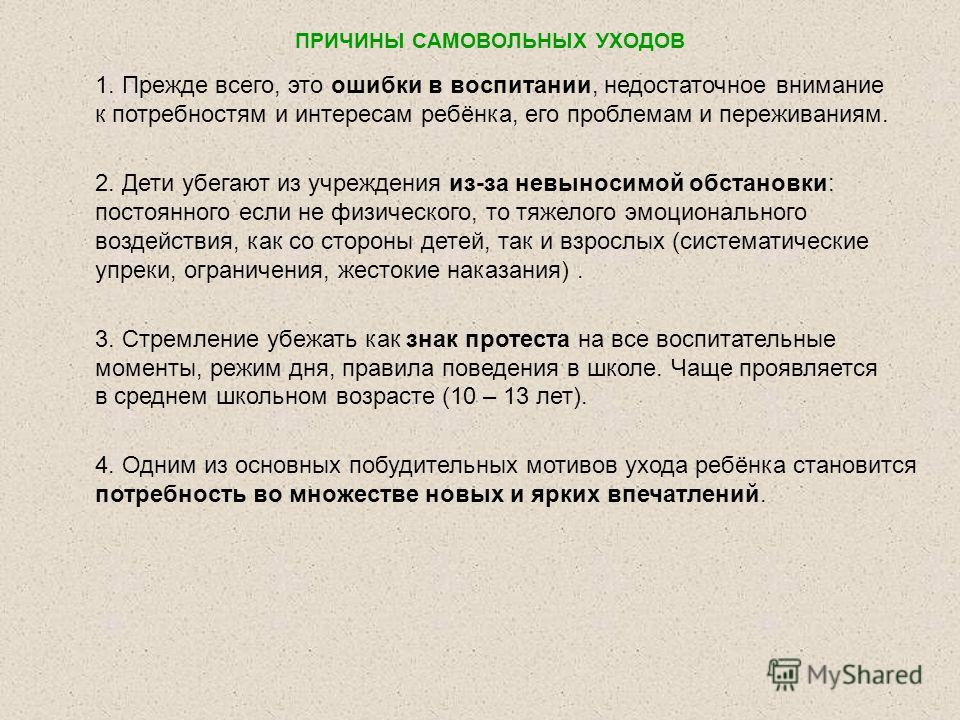 ПРИЧИНЫ САМОВОЛЬНЫХ УХОДОВ
1. Прежде всего, это ошибки в воспитании, недостаточное внимание
к потребностям и интересам ребёнка, его проблемам и переживаниям.
2. Дети убегают из учреждения из-за невыносимой обстановки:
постоянного если не физического, то тяжелого эмоционального
воздействия, как со стороны детей, так и взрослых (систематические
упреки, ограничения, жестокие наказания) .
3. Стремление убежать как знак протеста на все воспитательные
моменты, режим дня, правила поведения в школе. Чаще проявляется
в среднем школьном возрасте (10 – 13 лет).
4. Одним из основных побудительных мотивов ухода ребёнка становится
потребность во множестве новых и ярких впечатлений.
MyShared